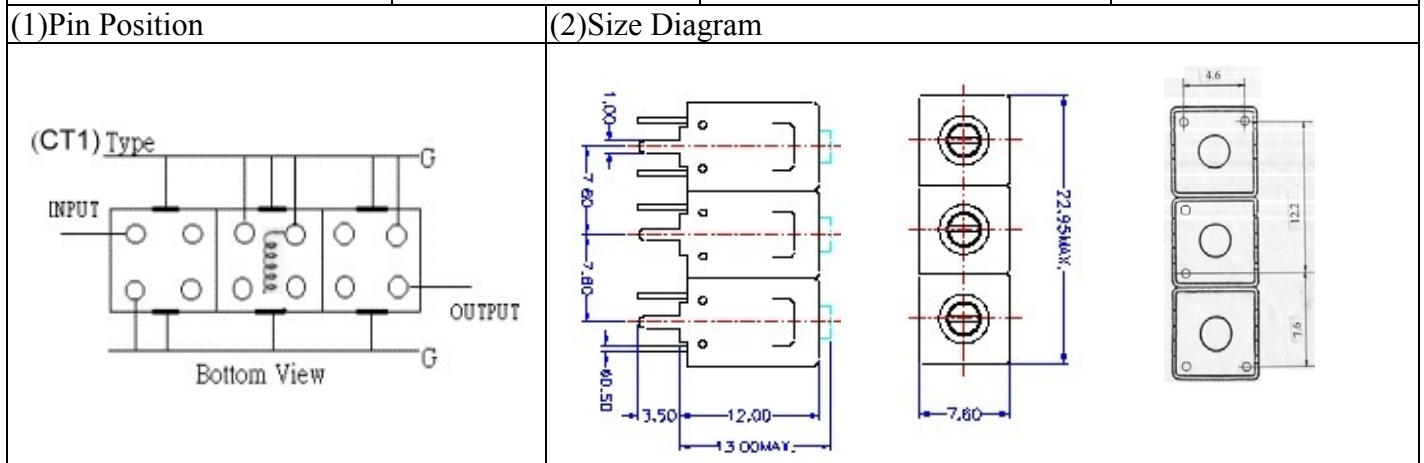 (1)Pin Position
(2)Size Diagram
(CT1) Type
G
INPUT
OUTPUT
G
Bottom View
1.00
7.60
7.60
ø0.50
3.50
12.00
13.00MAX.
22.95MAX.
7.60
4.6
12.2
7.6